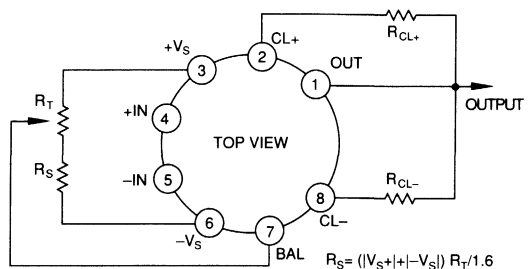 2
CL+
R_CL+
+V_S
3
OUT
1
R_T
+IN
4
OUTPUT
TOP VIEW
R_S
−IN
5
8
R_CL−
CL−
6
−V_S
7
BAL
R_S= (|V_S+|+|−V_S|) R_T/1.6